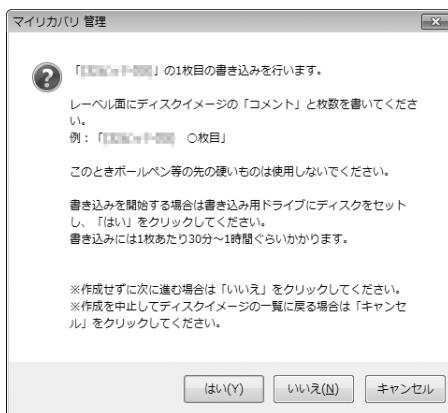 マイリカバリ 管理
「」の1枚目の書き込みを行います。
レーベル面にディスクイメージの「コメント」と枚数を書いてくださ
い。
例：「 ○枚目」
このときボールペン等の先の硬いものは使用しないでください。
書き込みを開始する場合は書き込み用ドライブにディスクをセット
し、「はい」をクリックしてください。
書き込みには1枚あたり30分～1時間ぐらいかかります。
※作成せずに次に進む場合は「いいえ」をクリックしてください。
※作成を中止してディスクイメージの一覧に戻る場合は「キャンセ
ル」をクリックしてください。
はい(Y) いいえ(N) キャンセル